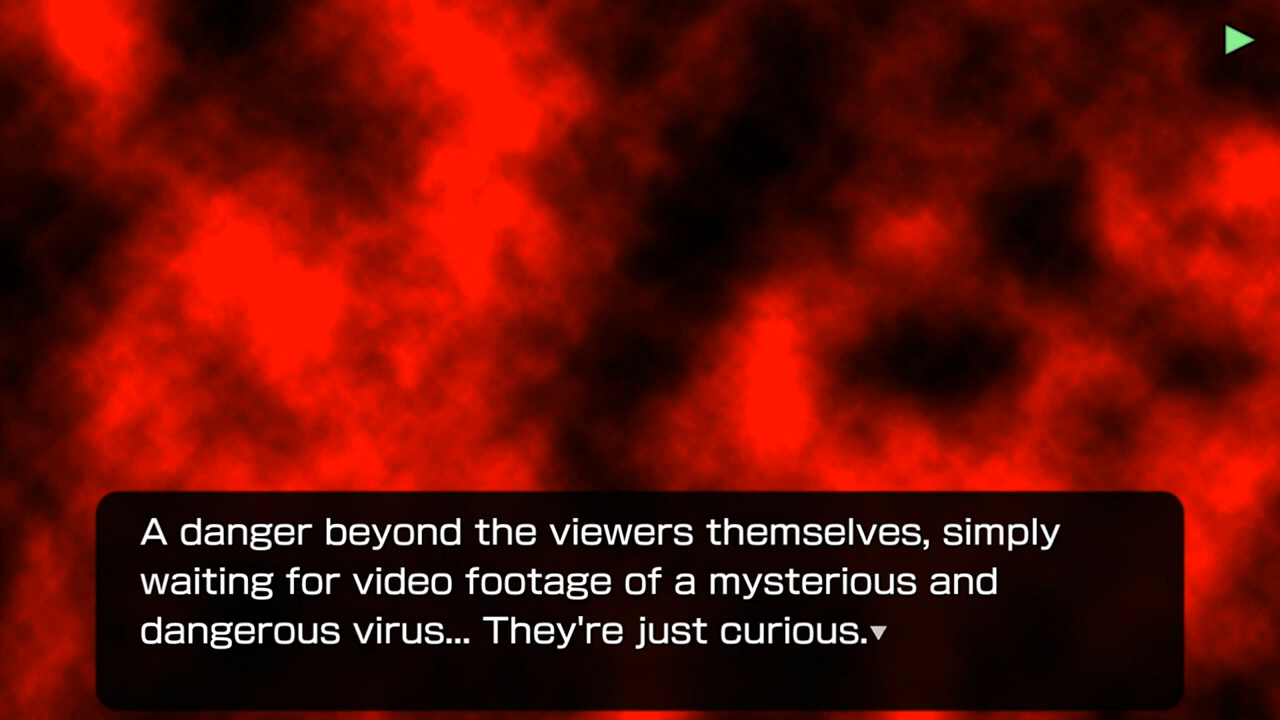 A danger beyond the viewers themselves, simply
waiting for video footage of a mysterious and
dangerous virus... They're just curious.